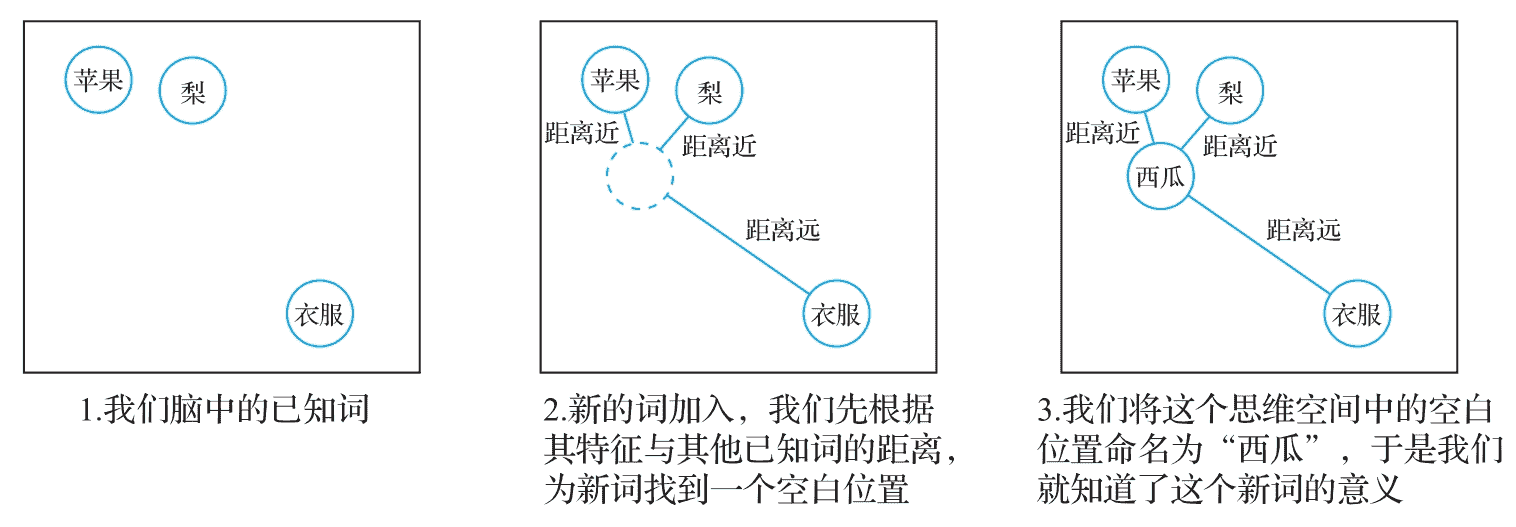 苹果
梨
衣服
1.我们脑中的已知词
苹果
梨
距离近
距离近
距离远
衣服
2.新的词加入，我们先根据
其特征与其他已知词的距离，
为新词找到一个空白位置
苹果
梨
距离近
距离近
西瓜
距离远
衣服
3.我们将这个思维空间中的空白
位置命名为“西瓜”，于是我们
就知道了这个新词的意义